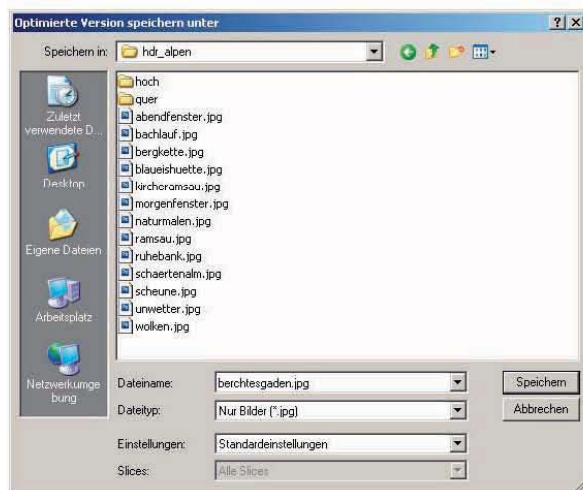 Optimierte Version speichern unter
Speichern in: hdr_alpen
Zuletzt
verwendete D...
Desktop
Eigene Dateien
Arbeitsplatz
Netzwerkumge
bung
hoch
quer
abendfenster.jpg
bachlauf.jpg
bergkette.jpg
blaueishuette.jpg
kircheramsau.jpg
morgenfenster.jpg
naturmalen.jpg
ramsau.jpg
ruhebank.jpg
schaertenalm.jpg
scheune.jpg
unwetter.jpg
wolken.jpg
Dateiname: berchtesgaden.jpg Speichern
Dateityp: Nur Bilder (*.jpg) Abbrechen
Einstellungen: Standardeinstellungen
Slices: Alle Slices